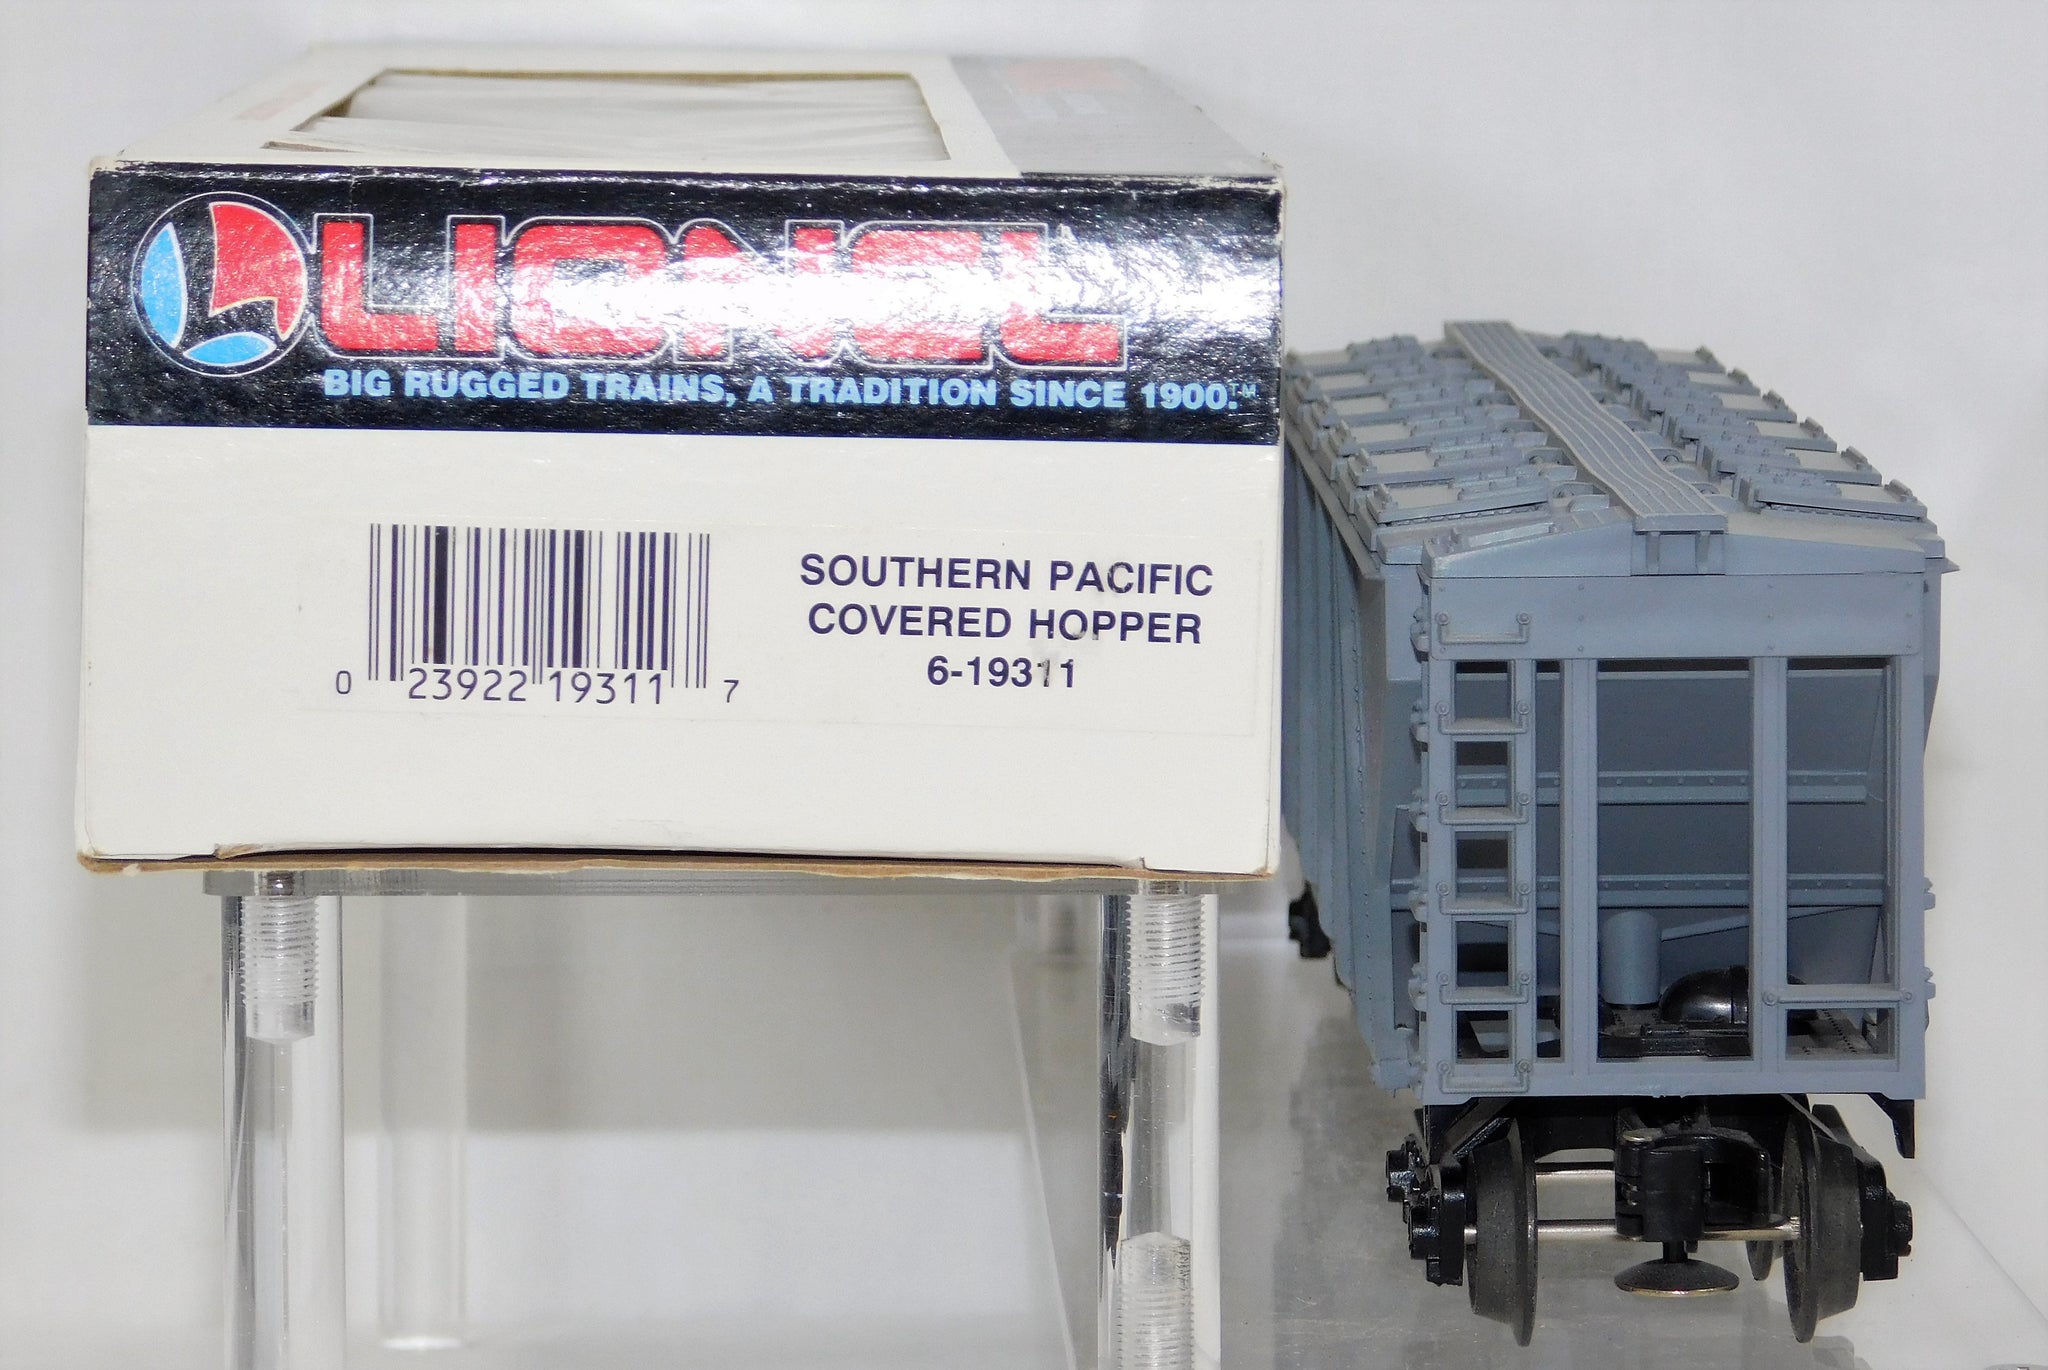 LIONEL
BIG RUGGED TRAINS, A TRADITION SINCE 1900.™
SOUTHERN PACIFIC
COVERED HOPPER
6-19311
0 23922 19311 7